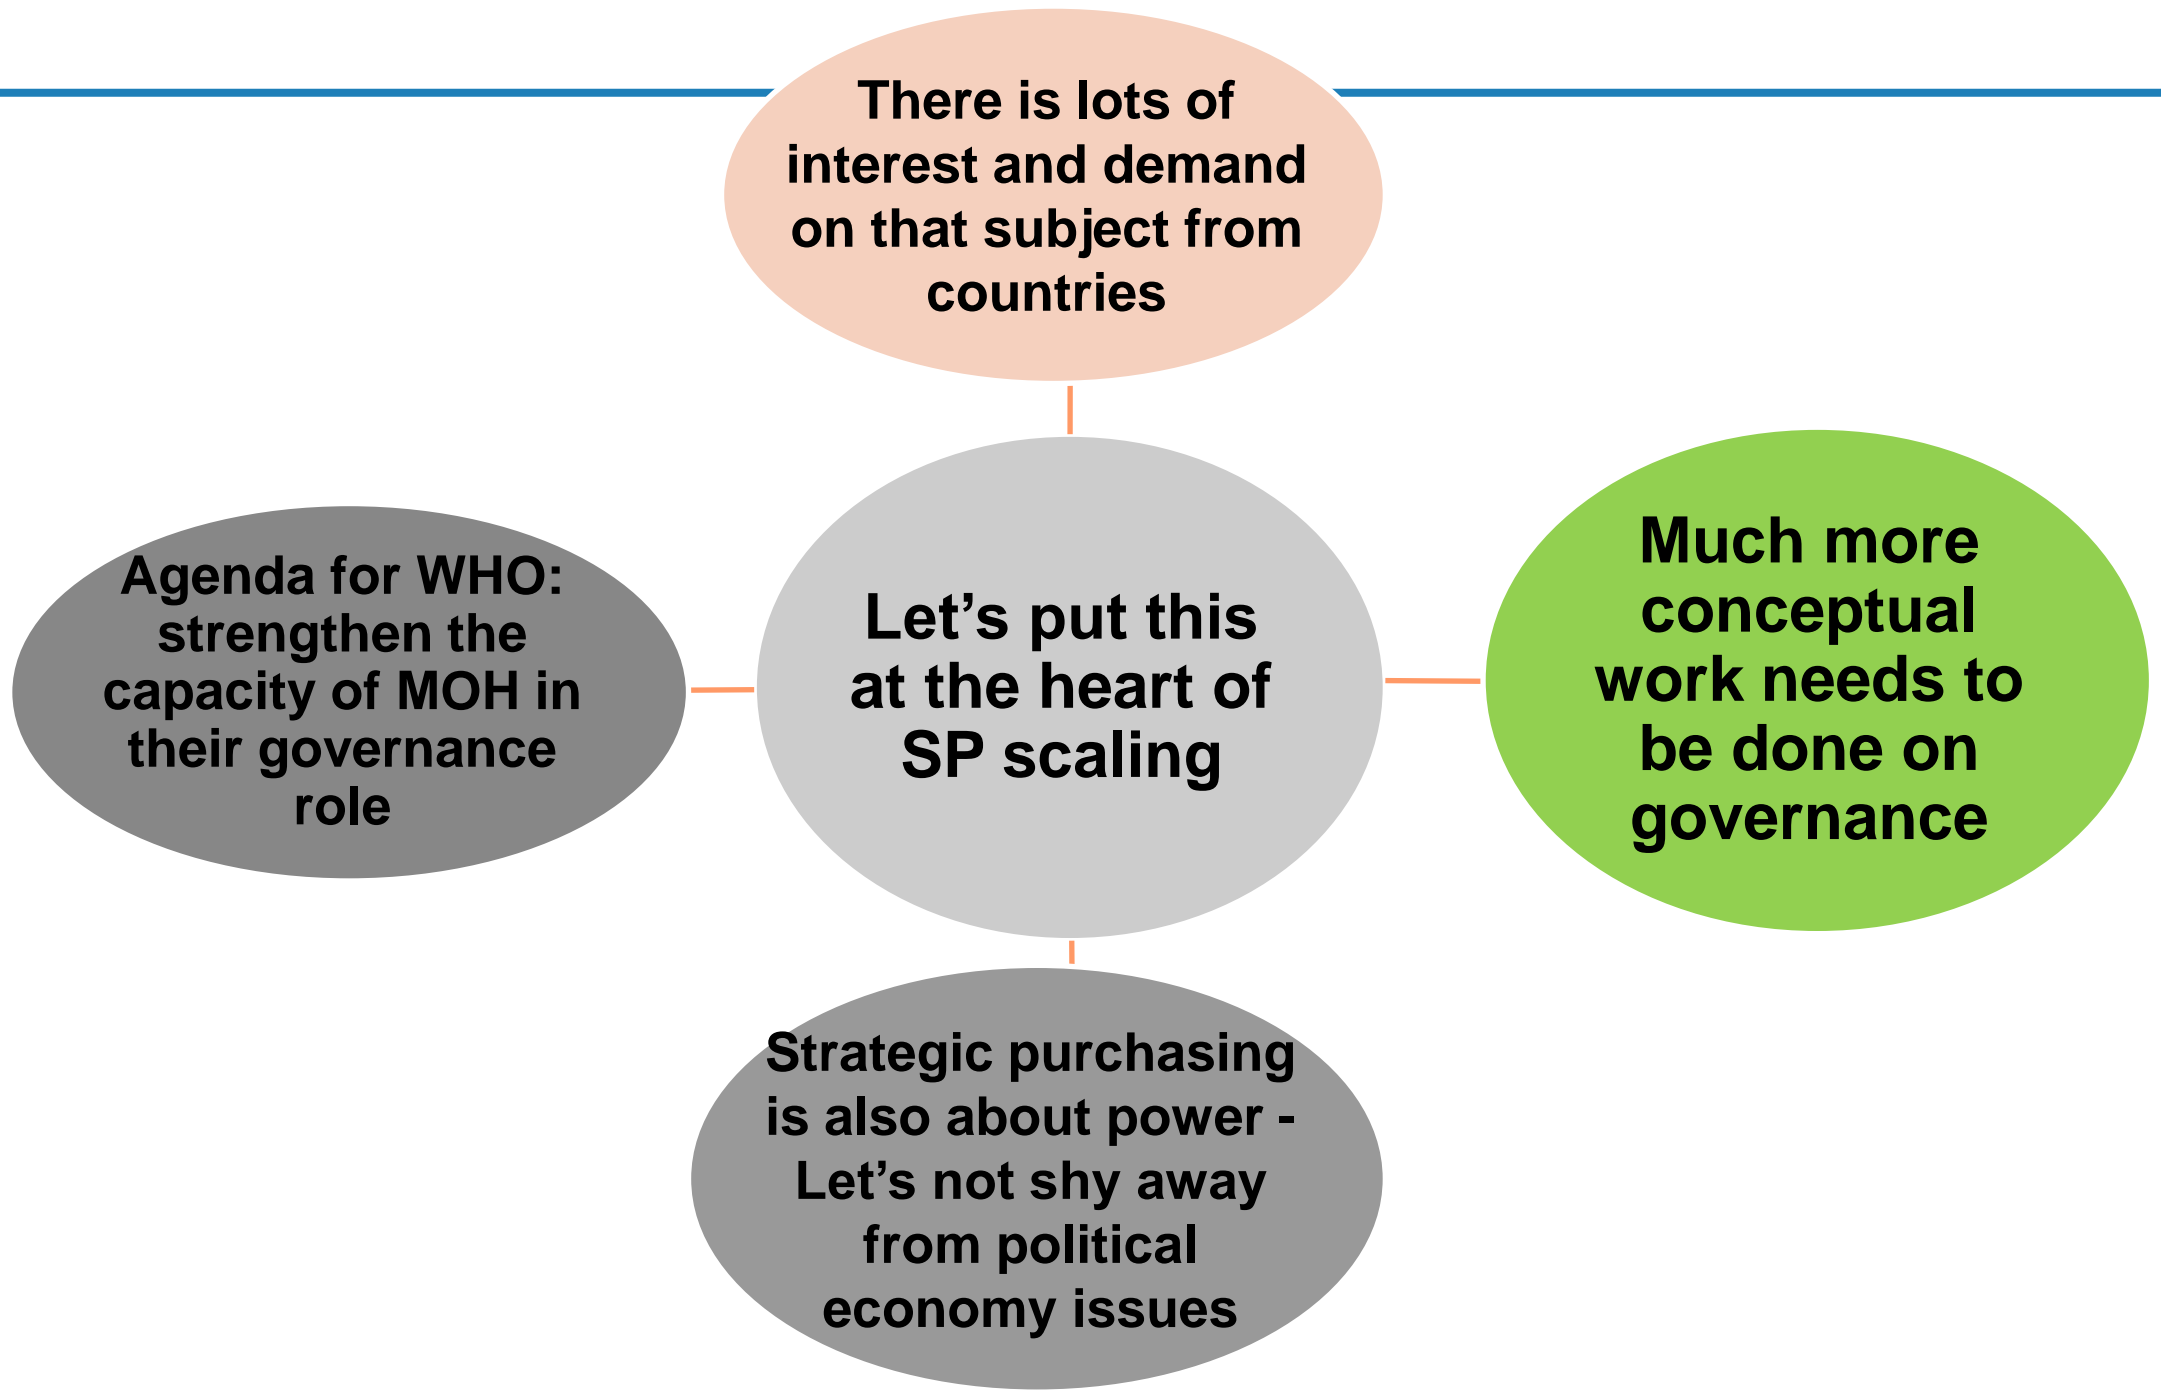 There is lots of
interest and demand
on that subject from
countries
Agenda for WHO:
strengthen the
capacity of MOH in
their governance
role
Let’s put this
at the heart of
SP scaling
Much more
conceptual
work needs to
be done on
governance
Strategic purchasing
is also about power -
Let’s not shy away
from political
economy issues